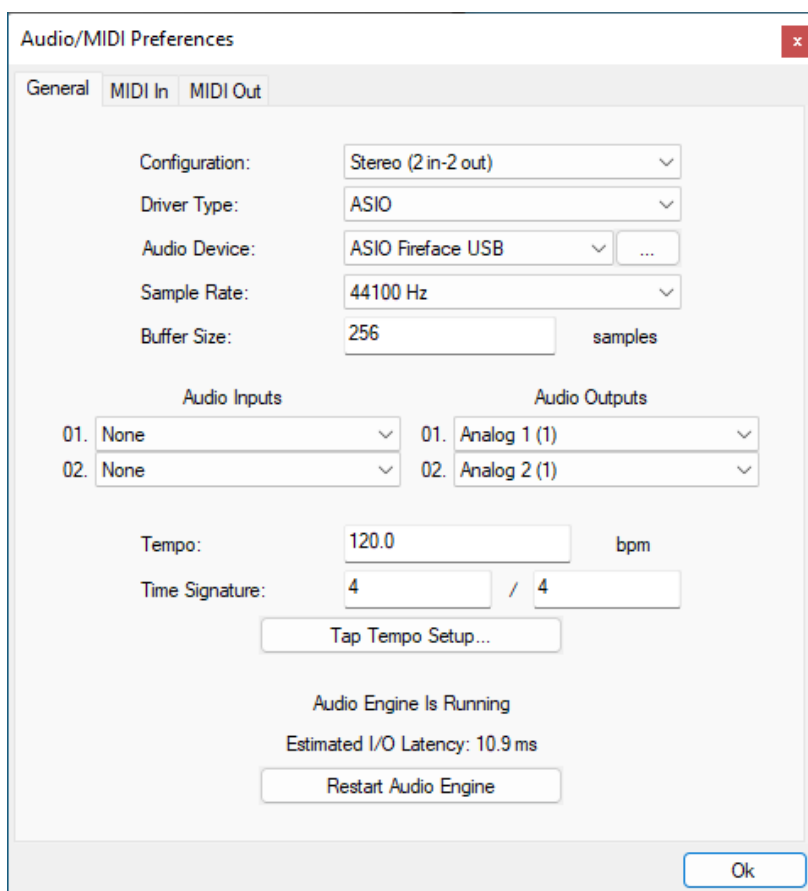 Audio/MIDI Preferences
x
General MIDI In MIDI Out
Configuration: Stereo (2 in-2 out)
Driver Type: ASIO
Audio Device: ASIO Fireface USB ...
Sample Rate: 44100 Hz
Buffer Size: 256 samples
Audio Inputs Audio Outputs
01. None 01. Analog 1 (1)
02. None 02. Analog 2 (1)
Tempo: 120.0 bpm
Time Signature: 4 / 4
Tap Tempo Setup...
Audio Engine Is Running
Estimated I/O Latency: 10.9 ms
Restart Audio Engine
Ok